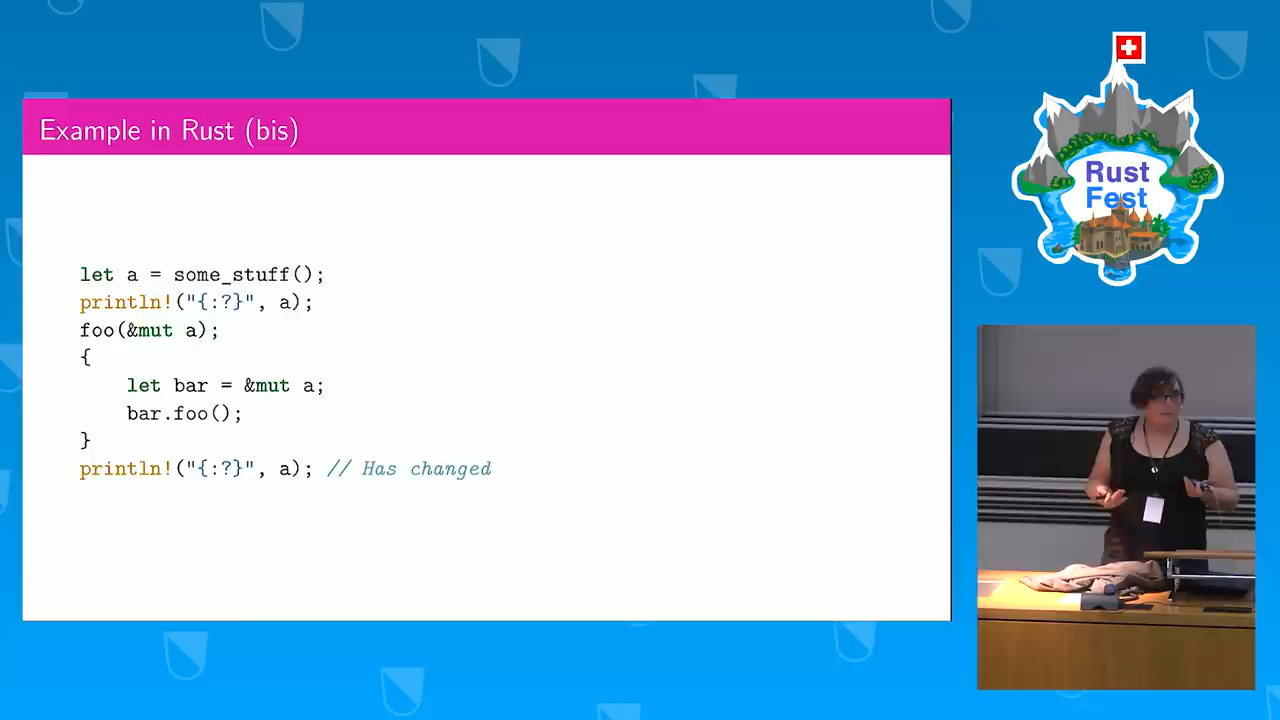 Example in Rust (bis)
let a = some_stuff();
println!("{:?}", a);
foo(&mut a);
{
    let bar = &mut a;
    bar.foo();
}
println!("{:?}", a); // Has changed
Rust
Fest